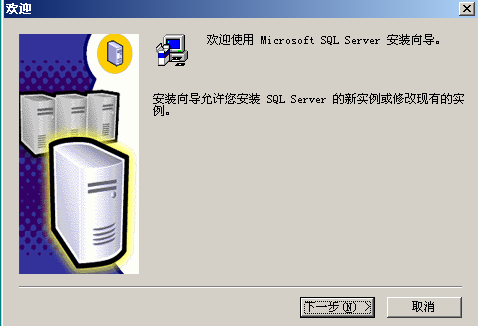 欢迎
欢迎使用 Microsoft SQL Server 安装向导。
安装向导允许您安装 SQL Server 的新实例或修改现有的实
例。
下一步(N) > 取消